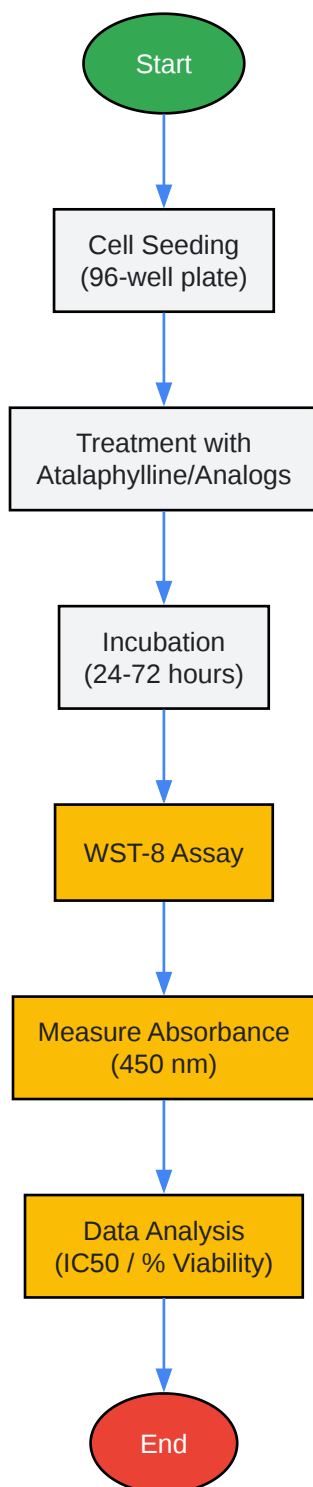 Start
Cell Seeding
(96-well plate)
Treatment with
Atalaphylline/Analogs
Incubation
(24-72 hours)
WST-8 Assay
Measure Absorbance
(450 nm)
Data Analysis
(IC50 / % Viability)
End